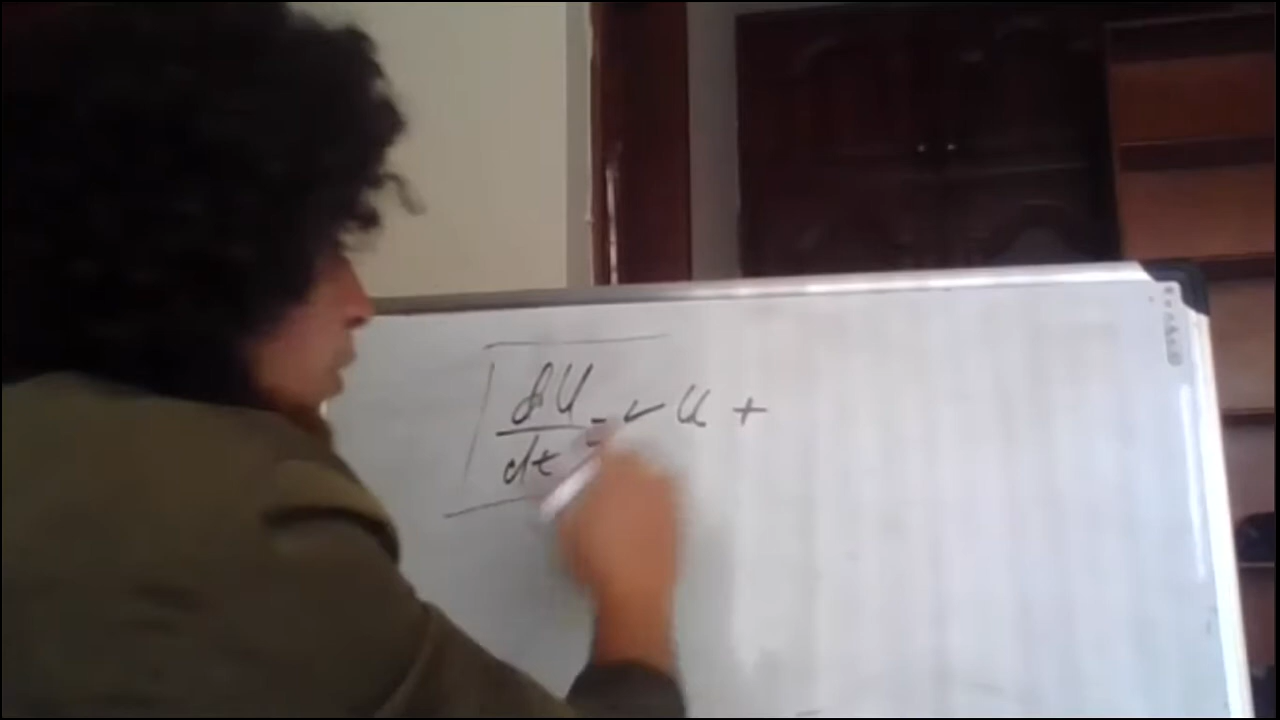 dU/dt = r U +